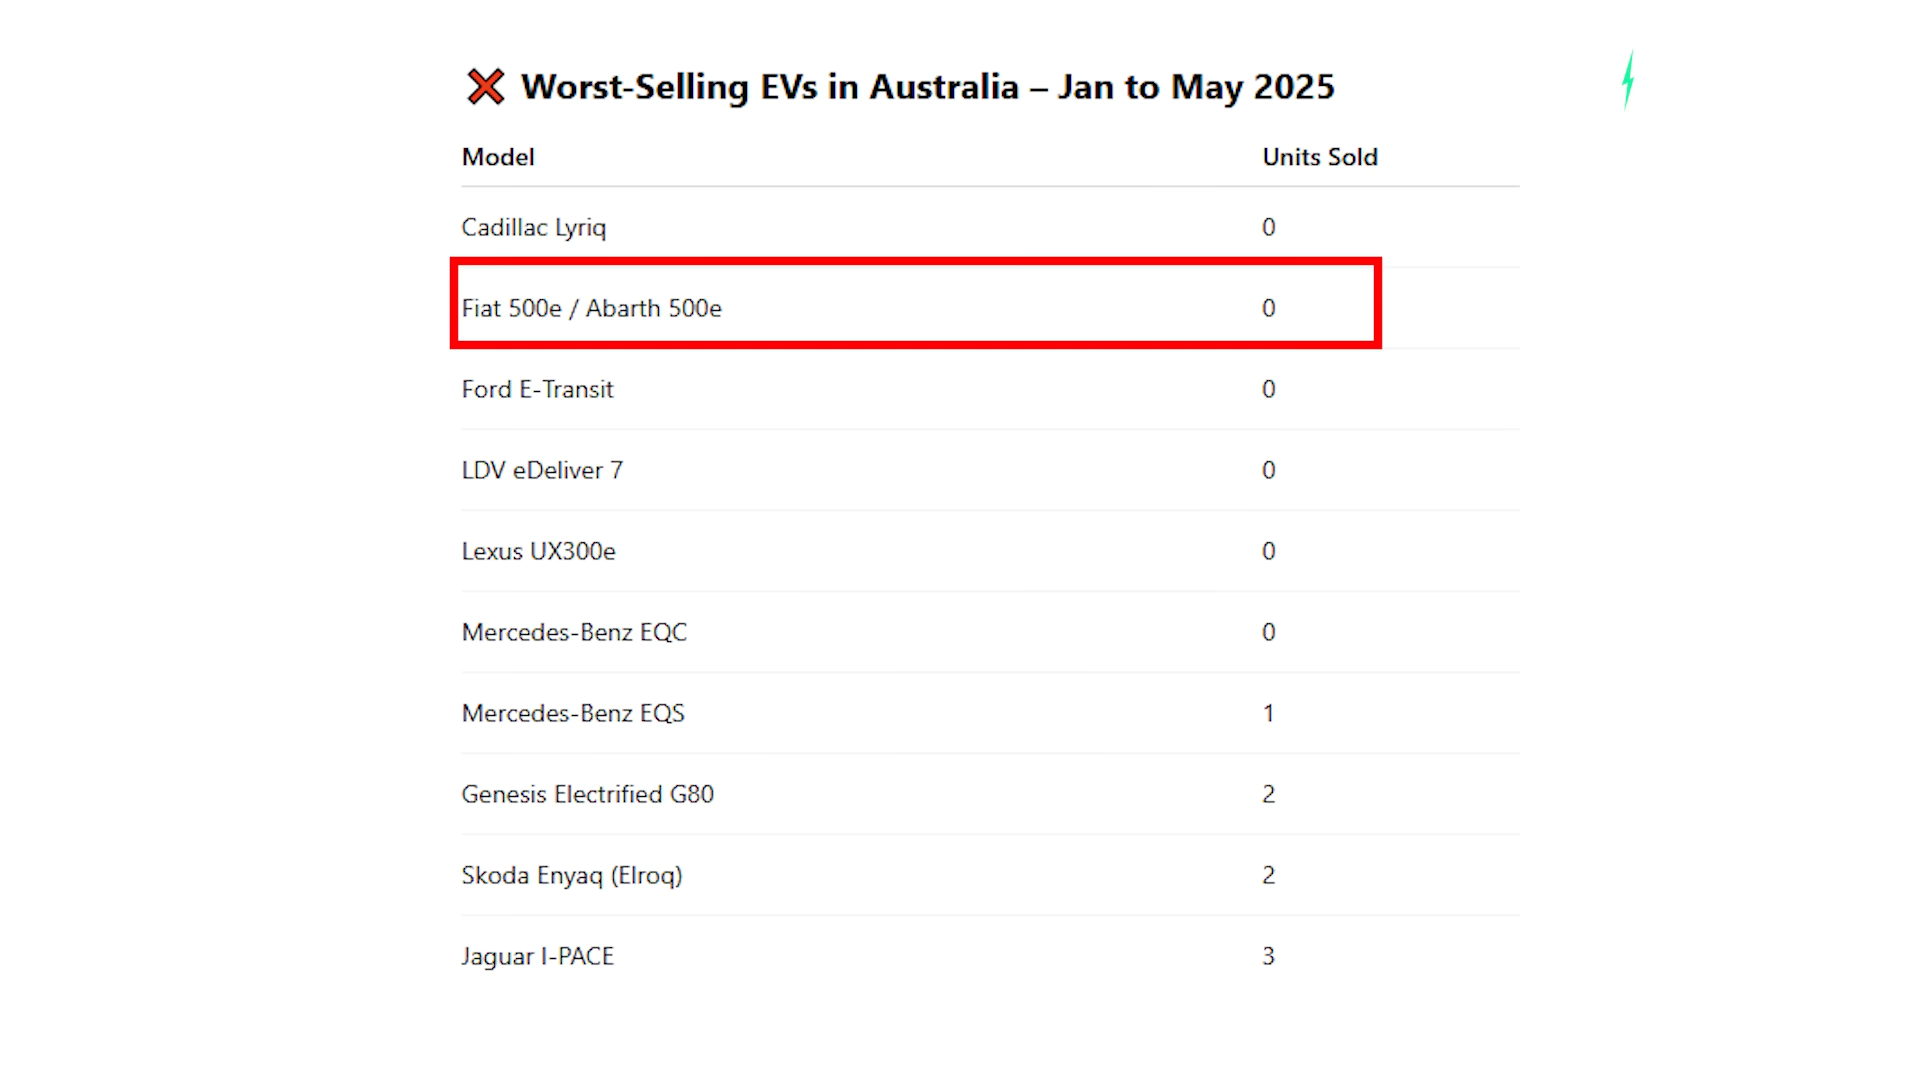 ❌ Worst-Selling EVs in Australia – Jan to May 2025
Model Units Sold
Cadillac Lyriq 0
Fiat 500e / Abarth 500e 0
Ford E-Transit 0
LDV eDeliver 7 0
Lexus UX300e 0
Mercedes-Benz EQC 0
Mercedes-Benz EQS 1
Genesis Electrified G80 2
Skoda Enyaq (Elroq) 2
Jaguar I-PACE 3